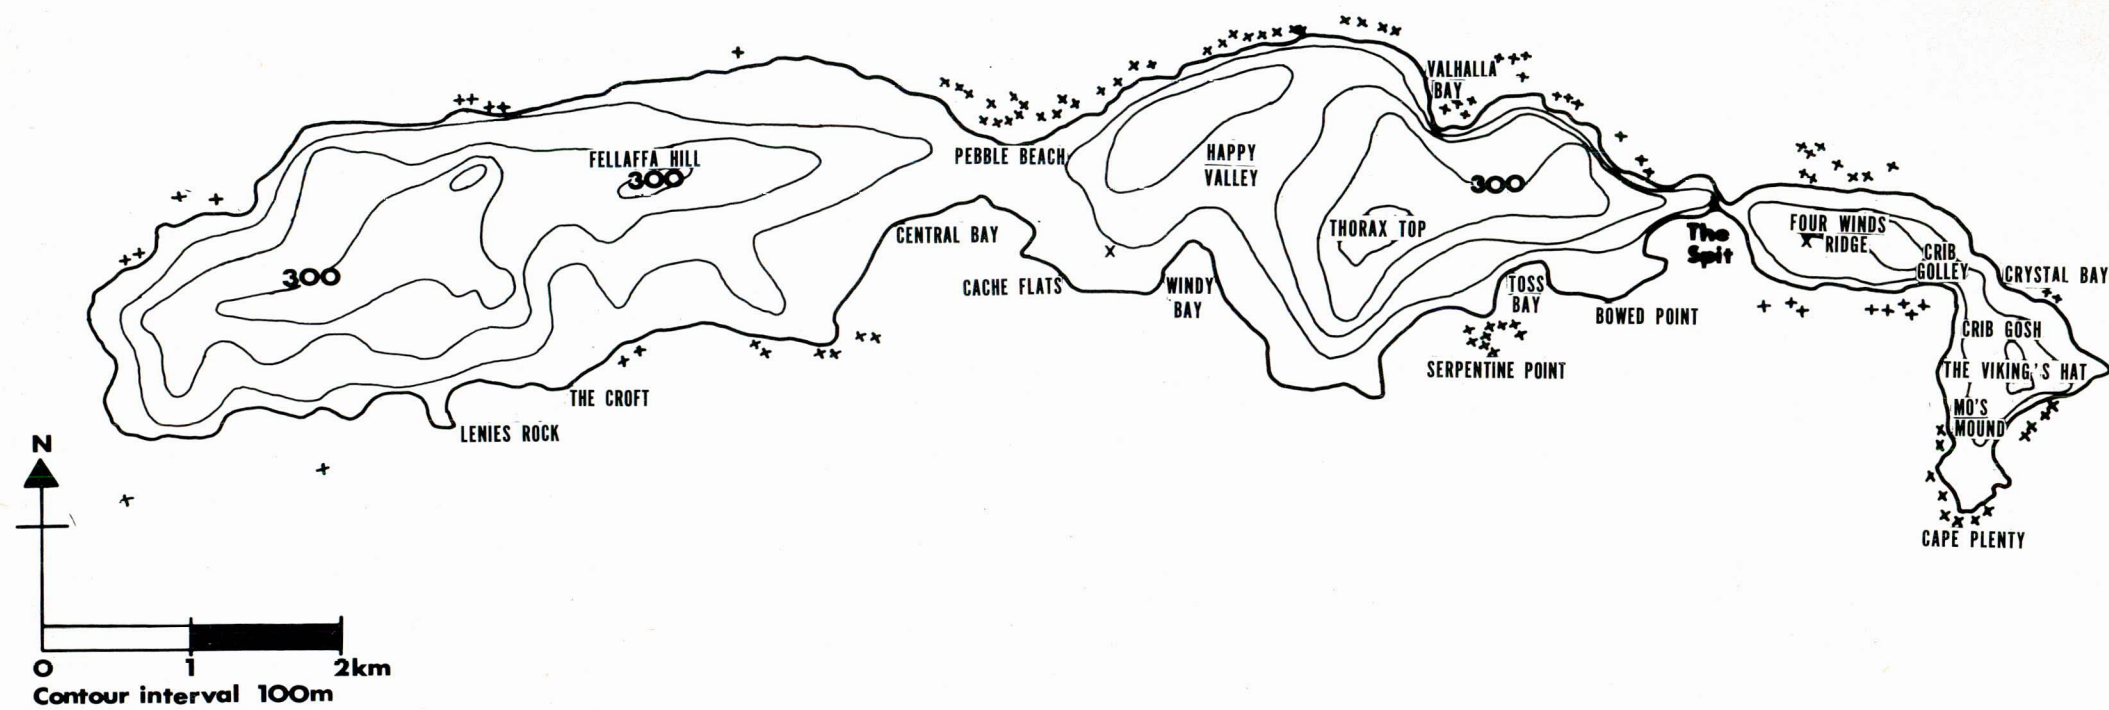 VALHALLA
BAY
FELLAFFA HILL
300
PEBBLE BEACH
HAPPY
VALLEY
300
THORAX TOP
CENTRAL BAY
300
CACHE FLATS
WINDY
BAY
TOSS
BAY
The
Spit
FOUR WINDS
RIDGE
CRIB
GOLLEY
CRYSTAL BAY
BOWED POINT
CRIB GOSH
SERPENTINE POINT
THE VIKING'S HAT
MO'S
MOUND
THE CROFT
LENIES ROCK
CAPE PLENTY
N
0 1 2km
Contour interval 100m